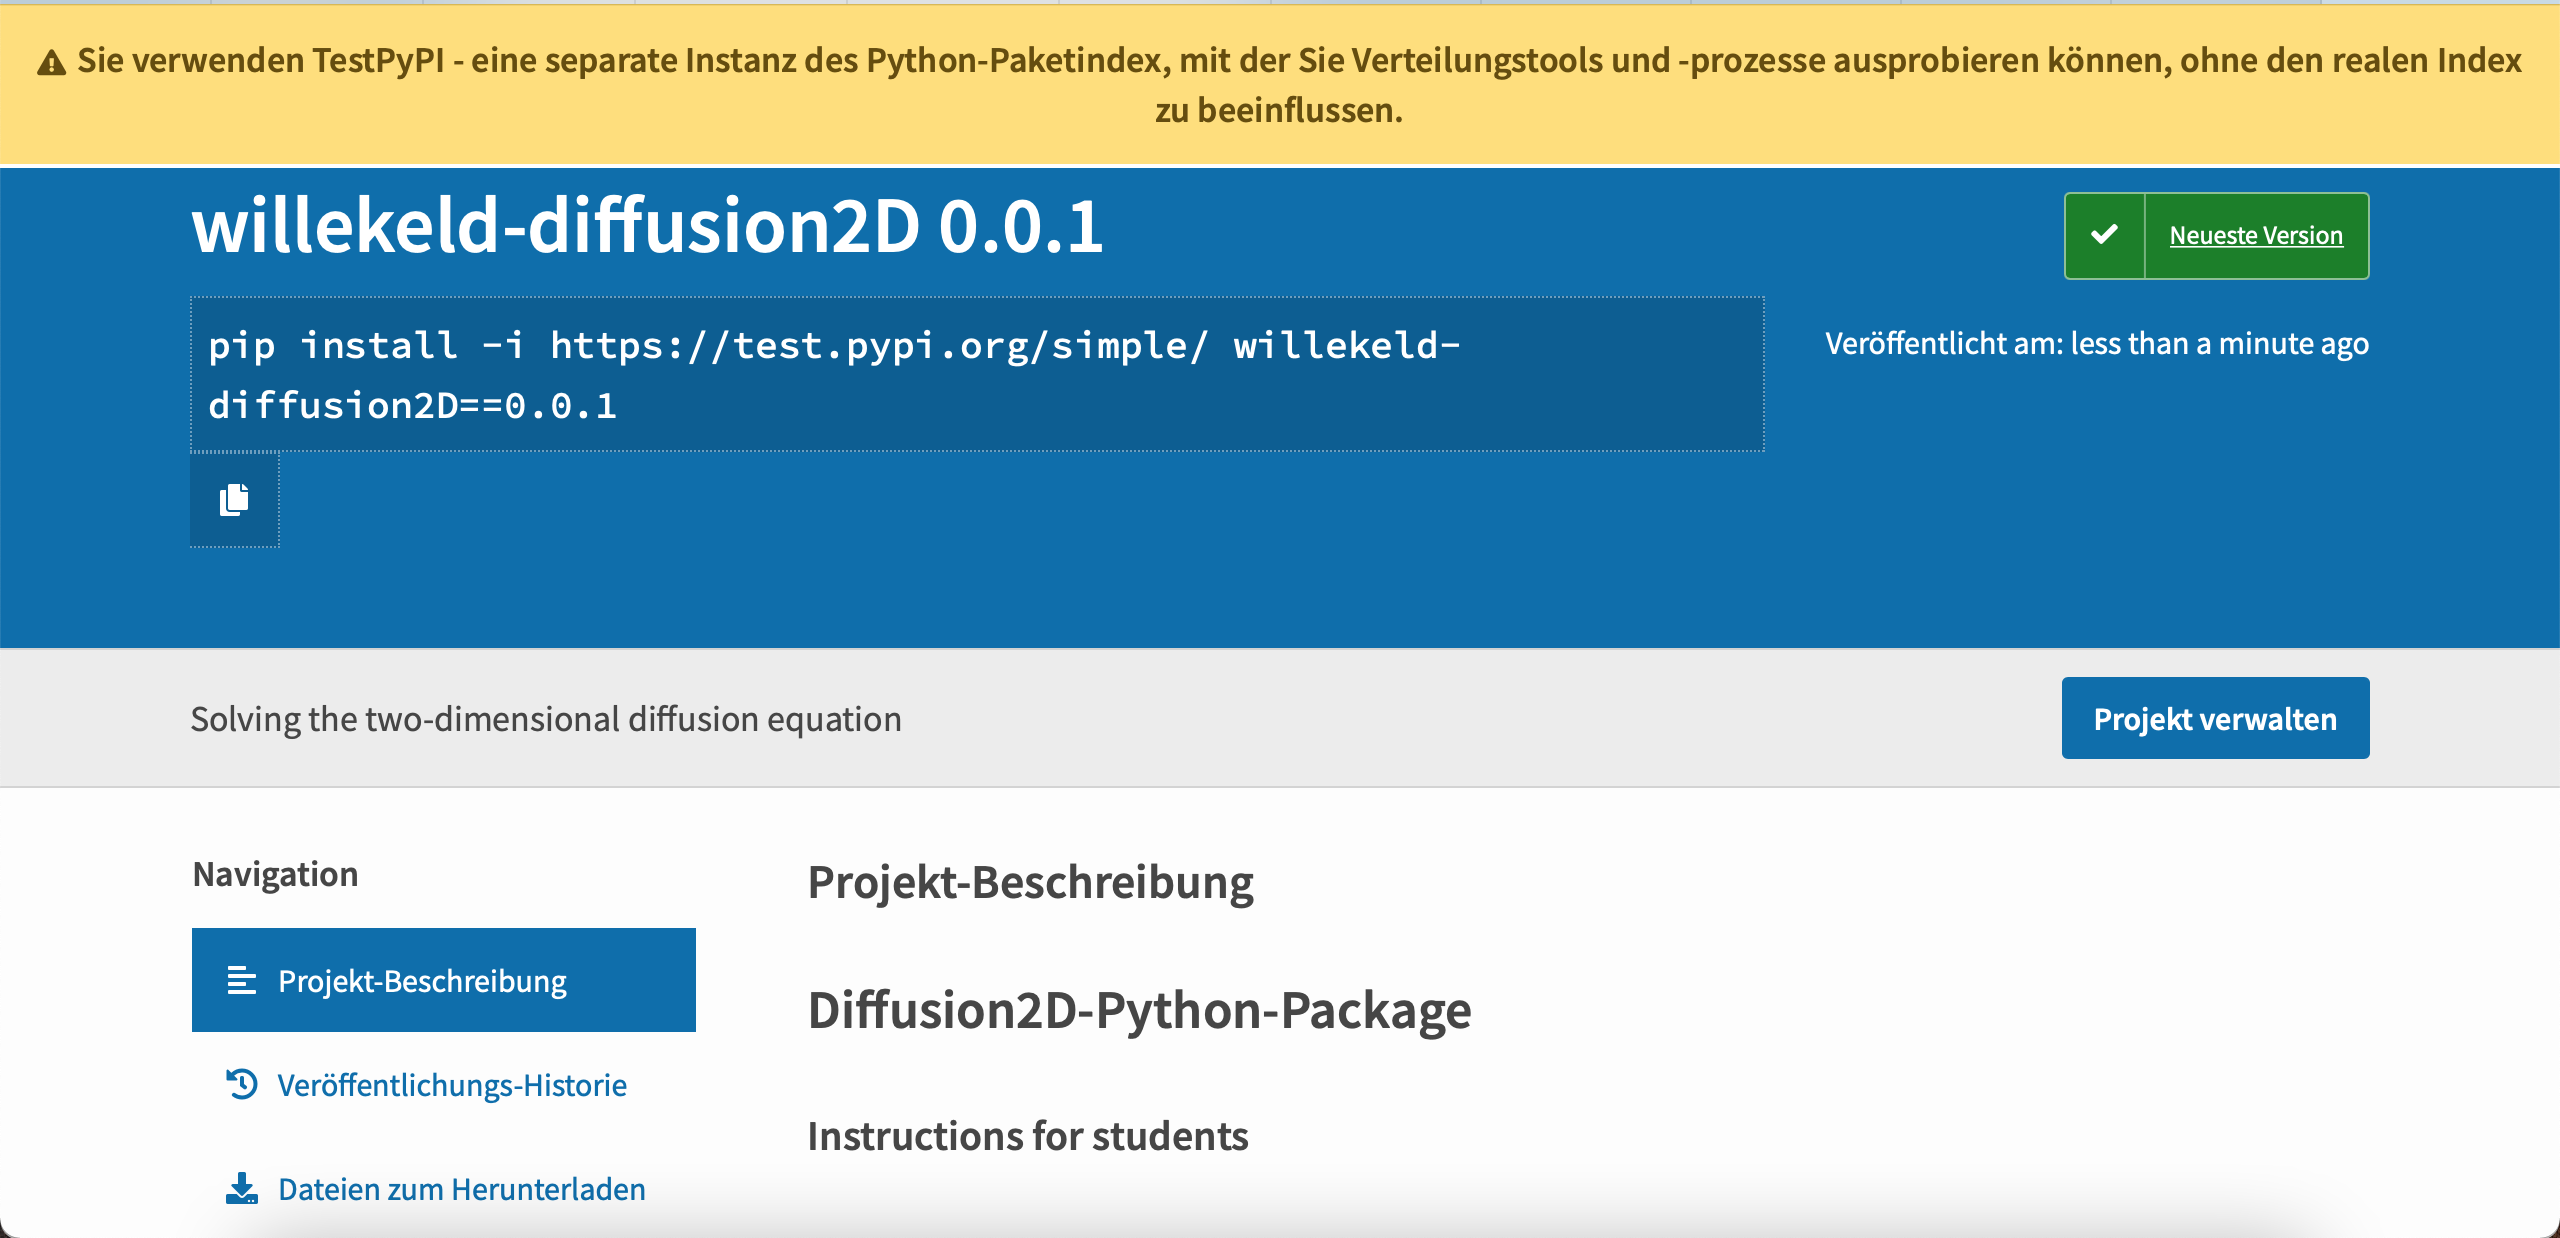 Sie verwenden TestPyPI - eine separate Instanz des Python-Paketindex, mit der Sie Verteilungstools und -prozesse ausprobieren können, ohne den realen Index
zu beeinflussen.
willekeld-diffusion2D 0.0.1
Neueste Version
pip install -i https://test.pypi.org/simple/ willekeld-
diffusion2D==0.0.1
Veröffentlicht am: less than a minute ago
Solving the two-dimensional diffusion equation
Projekt verwalten
Navigation
Projekt-Beschreibung
Veröffentlichungs-Historie
Dateien zum Herunterladen
Projekt-Beschreibung
Diffusion2D-Python-Package
Instructions for students